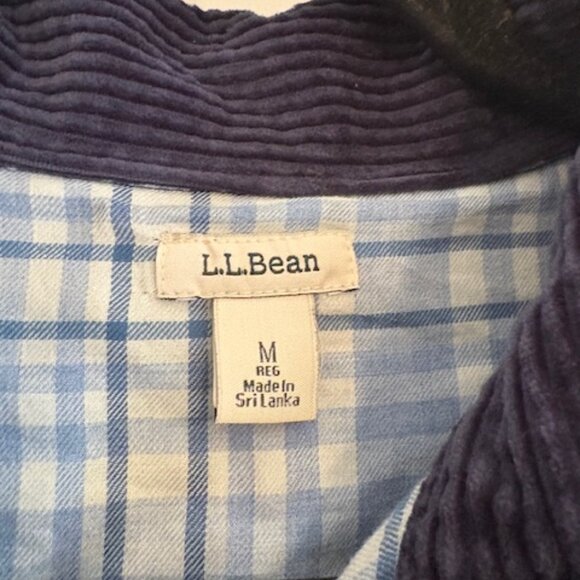 L.L.Bean
M
REG
Made In
Sri Lanka